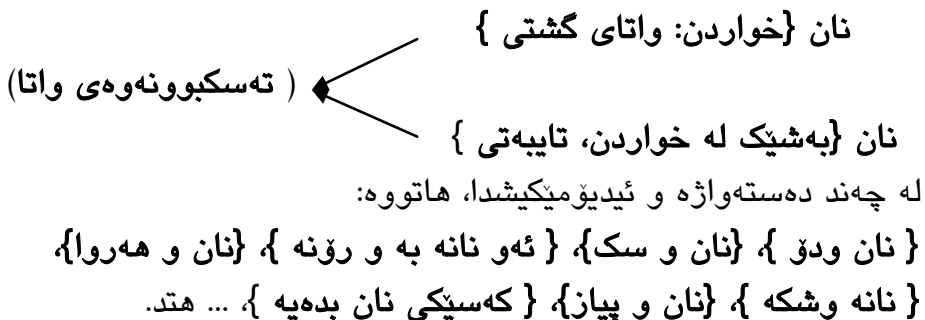 نان {خواردن: واتای گشتی }
( تەسکبوونەوەی واتا)
نان {بەشێک لە خواردن، تایبەتی }
لە چەند دەستەواژە و ئیدیۆمێکیشدا، هاتووە:
{ نان ودۆ }، {نان و سک}، { ئەو نانە بە و رۆنە }، {نان و هەروا}،
{ نانە وشکە }، {نان و پیاز}، { کەسێکی نان بدەیە }، ... هتد.